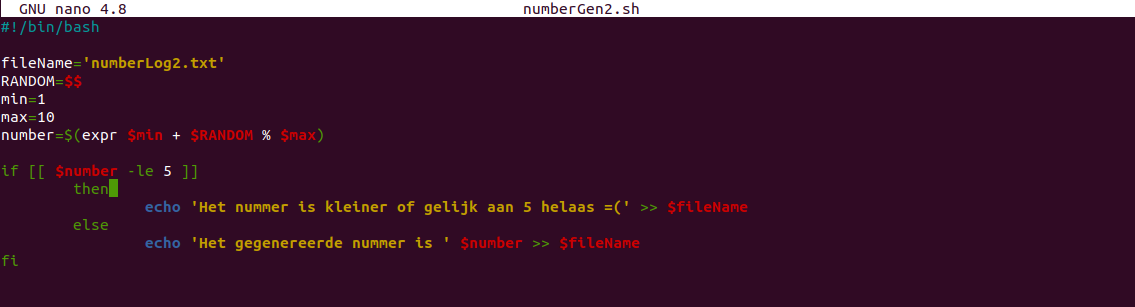 GNU nano 4.8 numberGen2.sh
#!/bin/bash
fileName='numberLog2.txt'
RANDOM=$$
min=1
max=10
number=$(expr $min + $RANDOM % $max)
if [[ $number -le 5 ]]
then
echo 'Het nummer is kleiner of gelijk aan 5 helaas =(' >> $fileName
else
echo 'Het gegenereerde nummer is ' $number >> $fileName
fi